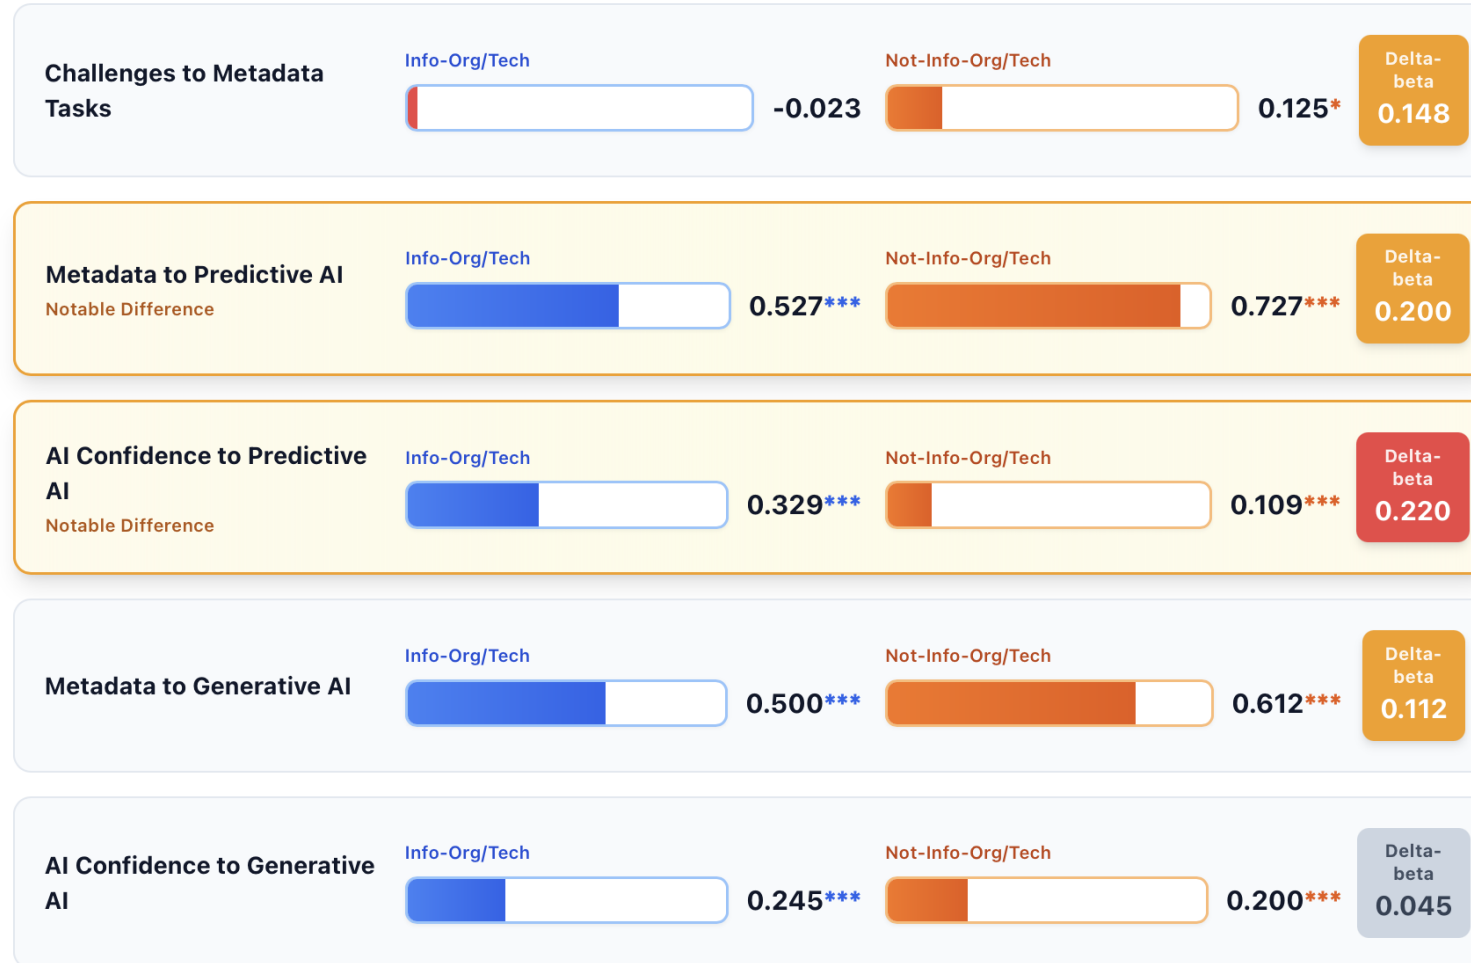 Challenges to Metadata
Tasks
Info-Org/Tech
-0.023
Not-Info-Org/Tech
0.125*
Delta-
beta
0.148
Metadata to Predictive AI
Notable Difference
Info-Org/Tech
0.527***
Not-Info-Org/Tech
0.727***
Delta-
beta
0.200
AI Confidence to Predictive
AI
Notable Difference
Info-Org/Tech
0.329***
Not-Info-Org/Tech
0.109***
Delta-
beta
0.220
Metadata to Generative AI
Info-Org/Tech
0.500***
Not-Info-Org/Tech
0.612***
Delta-
beta
0.112
AI Confidence to Generative
AI
Info-Org/Tech
0.245***
Not-Info-Org/Tech
0.200***
Delta-
beta
0.045